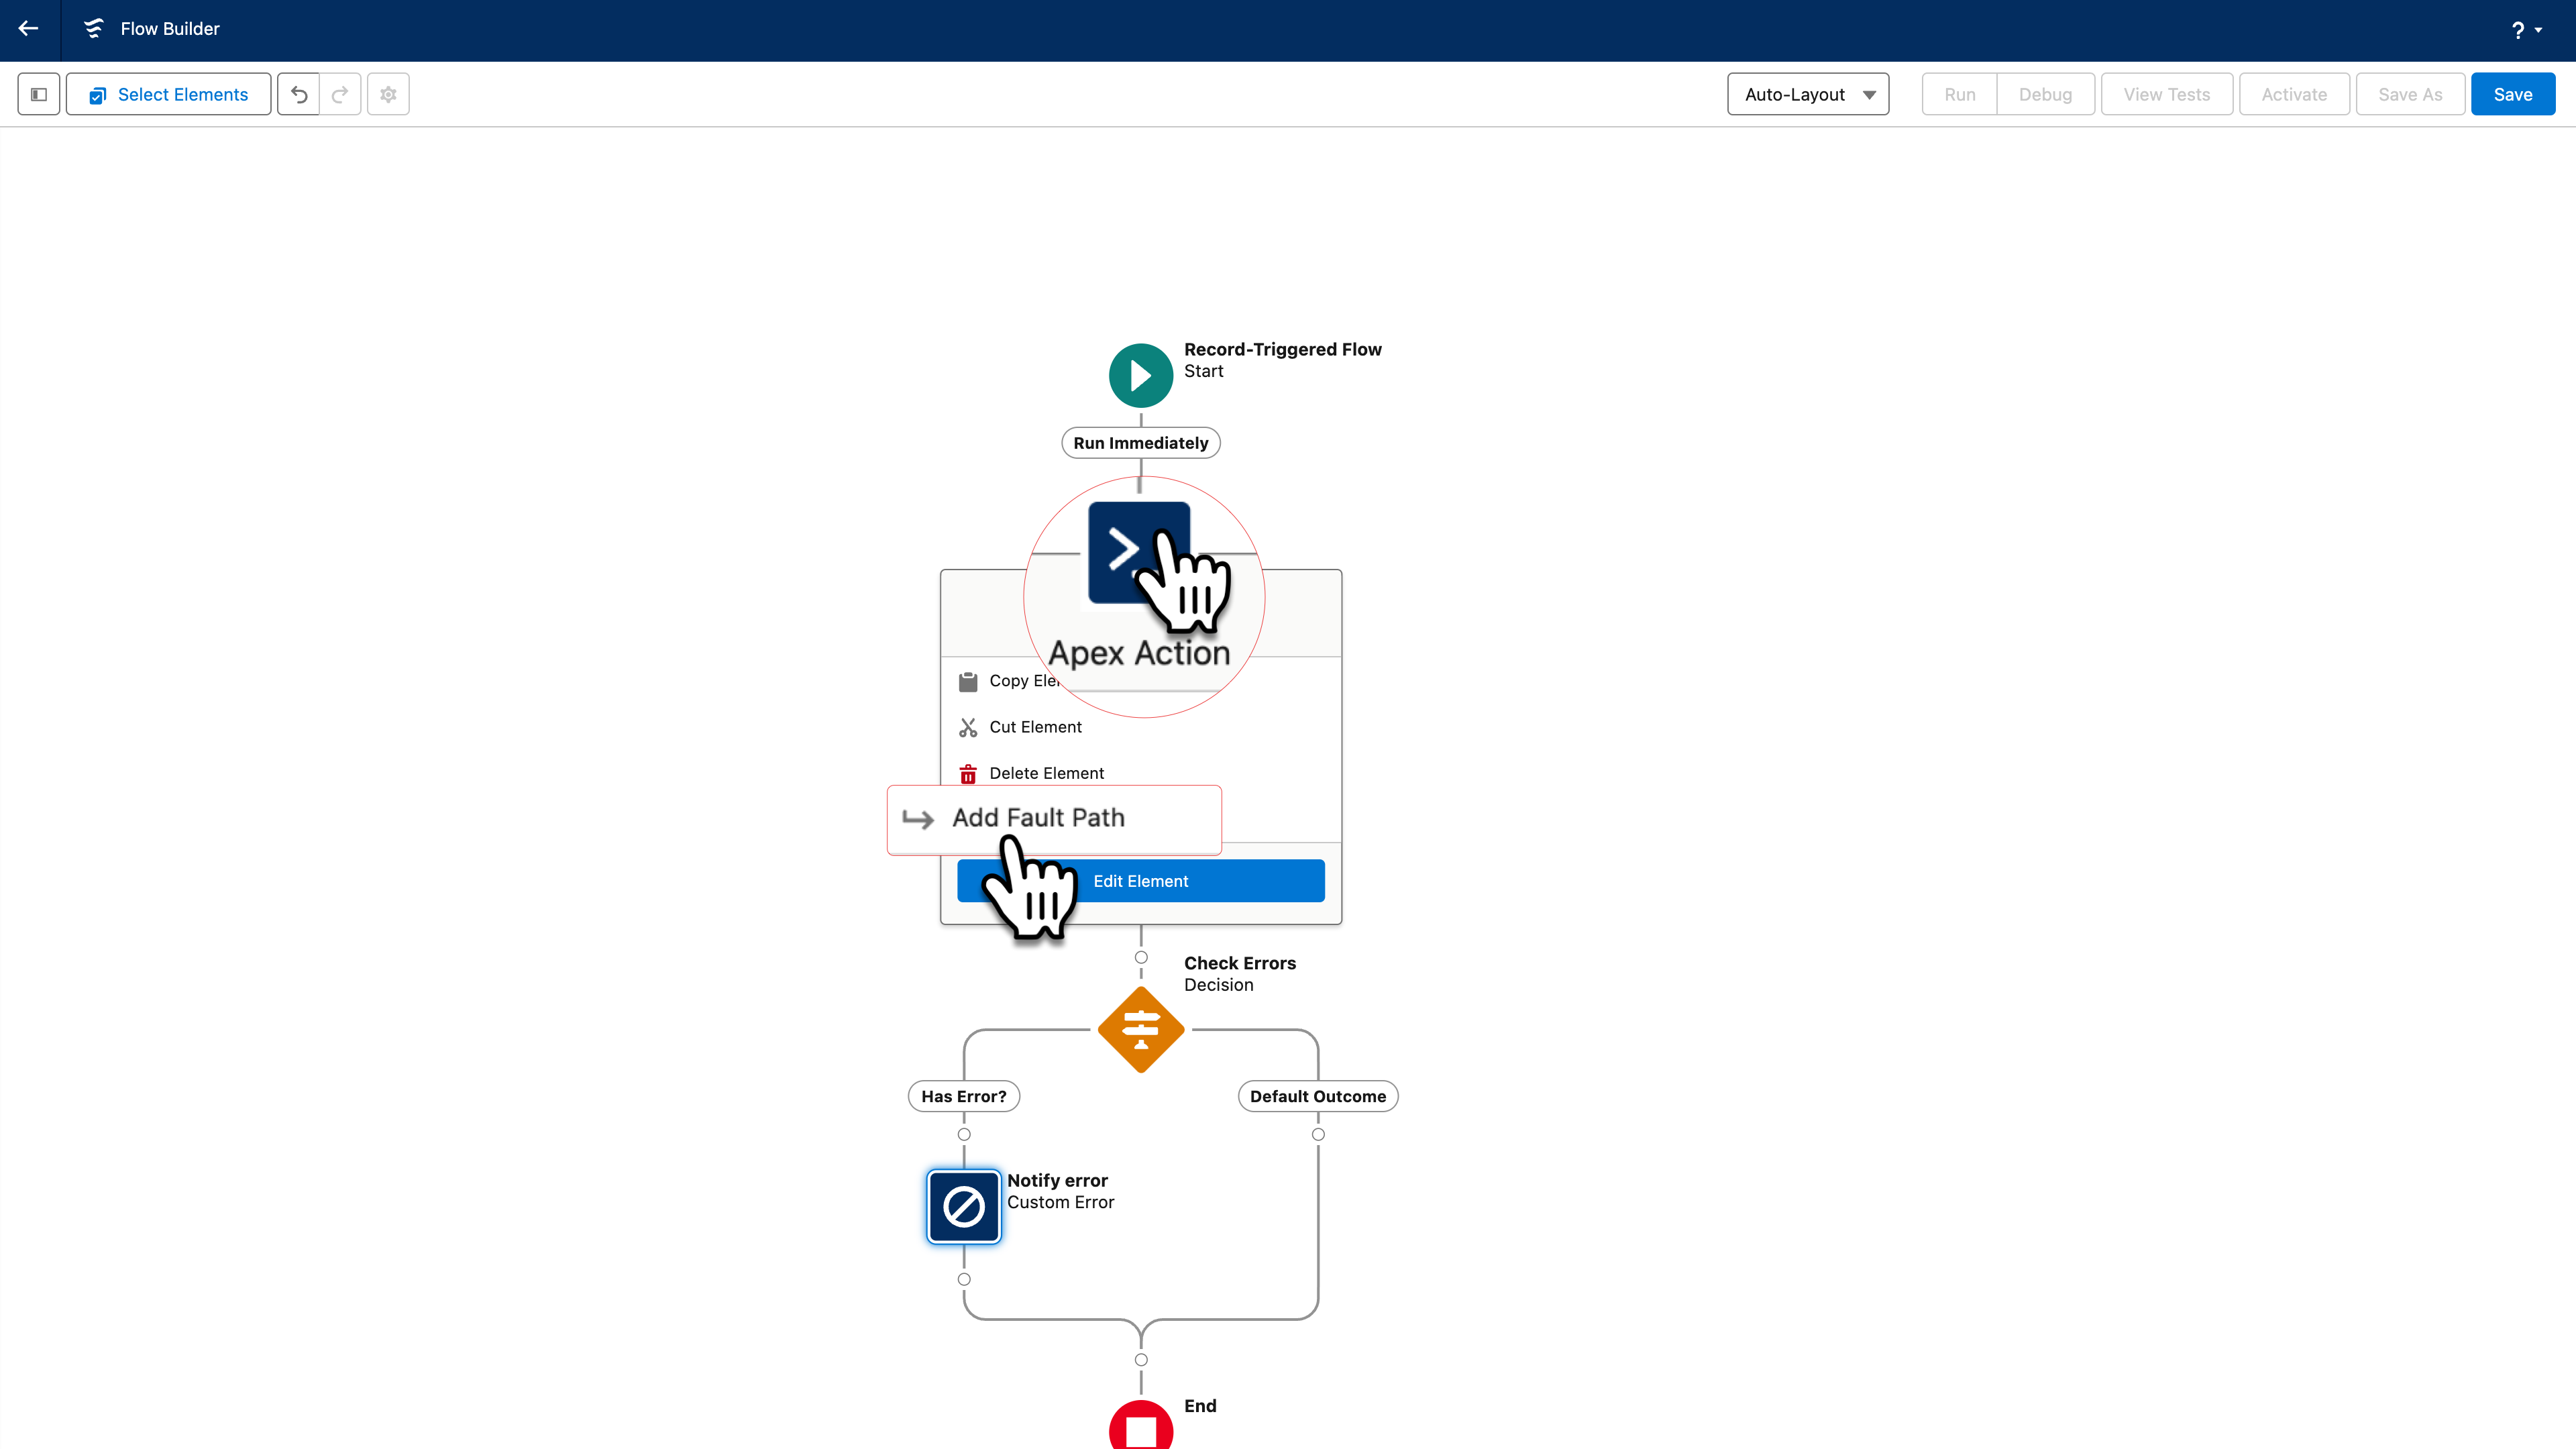 Flow Builder
?
Select Elements
Auto-Layout
Run
Debug
View Tests
Activate
Save As
Save
Record-Triggered Flow
Start
Run Immediately
Apex Action
Copy Ele
Cut Element
Delete Element
Add Fault Path
Edit Element
Check Errors
Decision
Has Error?
Default Outcome
Notify error
Custom Error
End